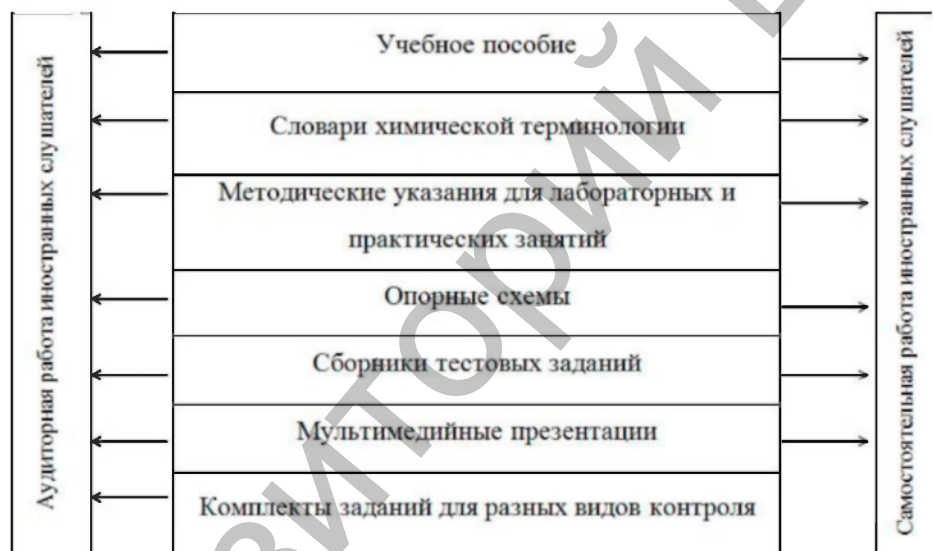 Аудиторная работа иностранных слушателей
Учебное пособие
Словари химической терминологии
Методические указания для лабораторных и
практических занятий
Опорные схемы
Сборники тестовых заданий
Мультимедийные презентации
Комплекты заданий для разных видов контроля
Самостоятельная работа иностранных слушателей